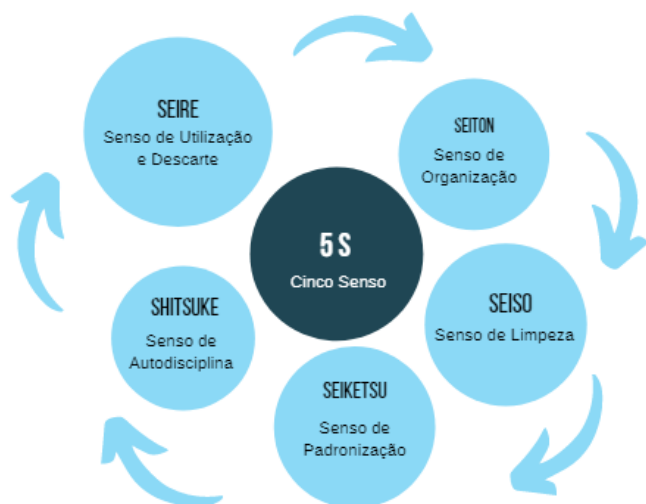 SEIRE
Senso de Utilização
e Descarte
SEITON
Senso de
Organização
5 S
Cinco Senso
SEISO
Senso de Limpeza
SHITSUKE
Senso de
Autodisciplina
SEIKETSU
Senso de
Padronização